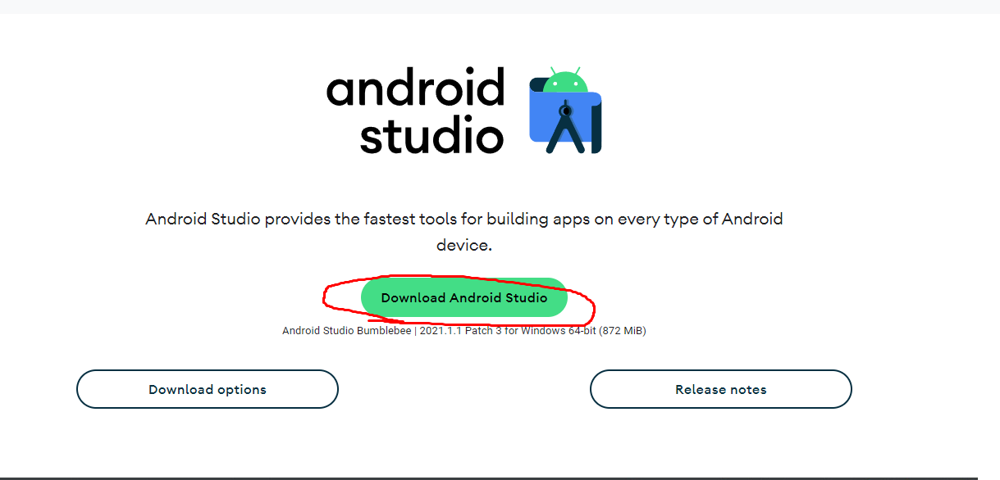 android
studio
Android Studio provides the fastest tools for building apps on every type of Android
device.
Download Android Studio
Android Studio Bumblebee | 2021.1.1 Patch 3 for Windows 64-bit (872 MiB)
Download options
Release notes